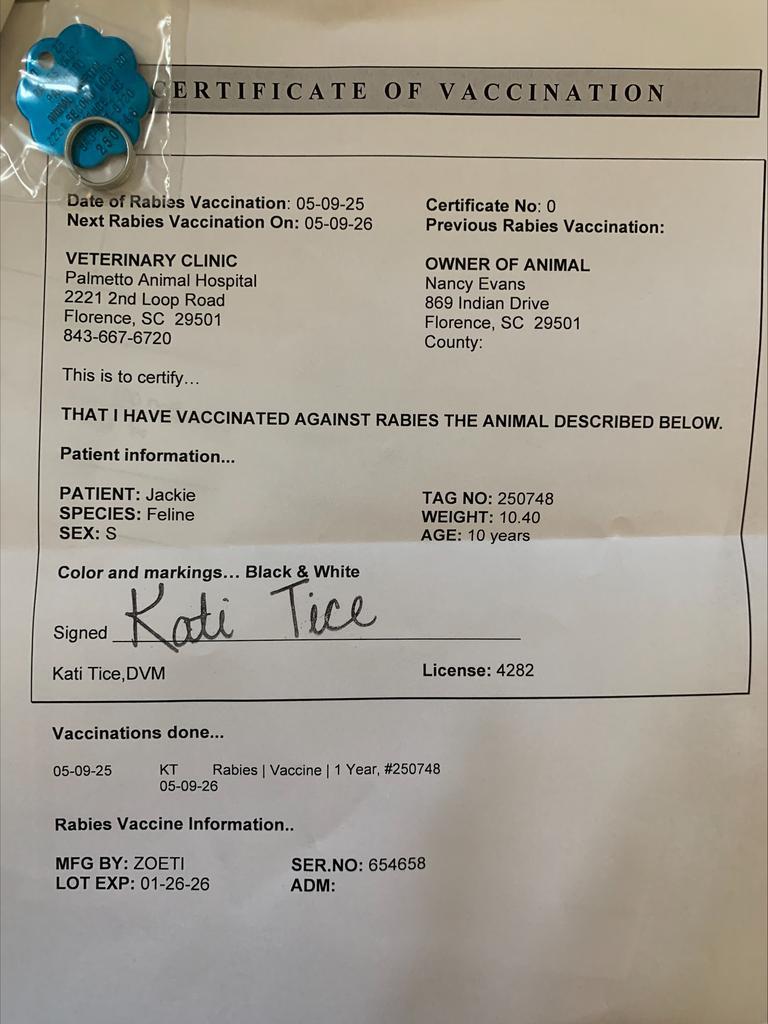 ERTIFICATE OF VACCINATION
Date of Rabies Vaccination: 05-09-25
Next Rabies Vaccination On: 05-09-26
Certificate No: 0
Previous Rabies Vaccination:
VETERINARY CLINIC
Palmetto Animal Hospital
2221 2nd Loop Road
Florence, SC 29501
843-667-6720
OWNER OF ANIMAL
Nancy Evans
869 Indian Drive
Florence, SC 29501
County:
This is to certify...
THAT I HAVE VACCINATED AGAINST RABIES THE ANIMAL DESCRIBED BELOW.
Patient information...
PATIENT: Jackie
SPECIES: Feline
SEX: S
TAG NO: 250748
WEIGHT: 10.40
AGE: 10 years
Color and markings... Black & White
Signed Kati Tice
Kati Tice,DVM
License: 4282
Vaccinations done...
05-09-25 KT Rabies | Vaccine | 1 Year, #250748
05-09-26
Rabies Vaccine Information..
MFG BY: ZOETI
LOT EXP: 01-26-26
SER.NO: 654658
ADM: